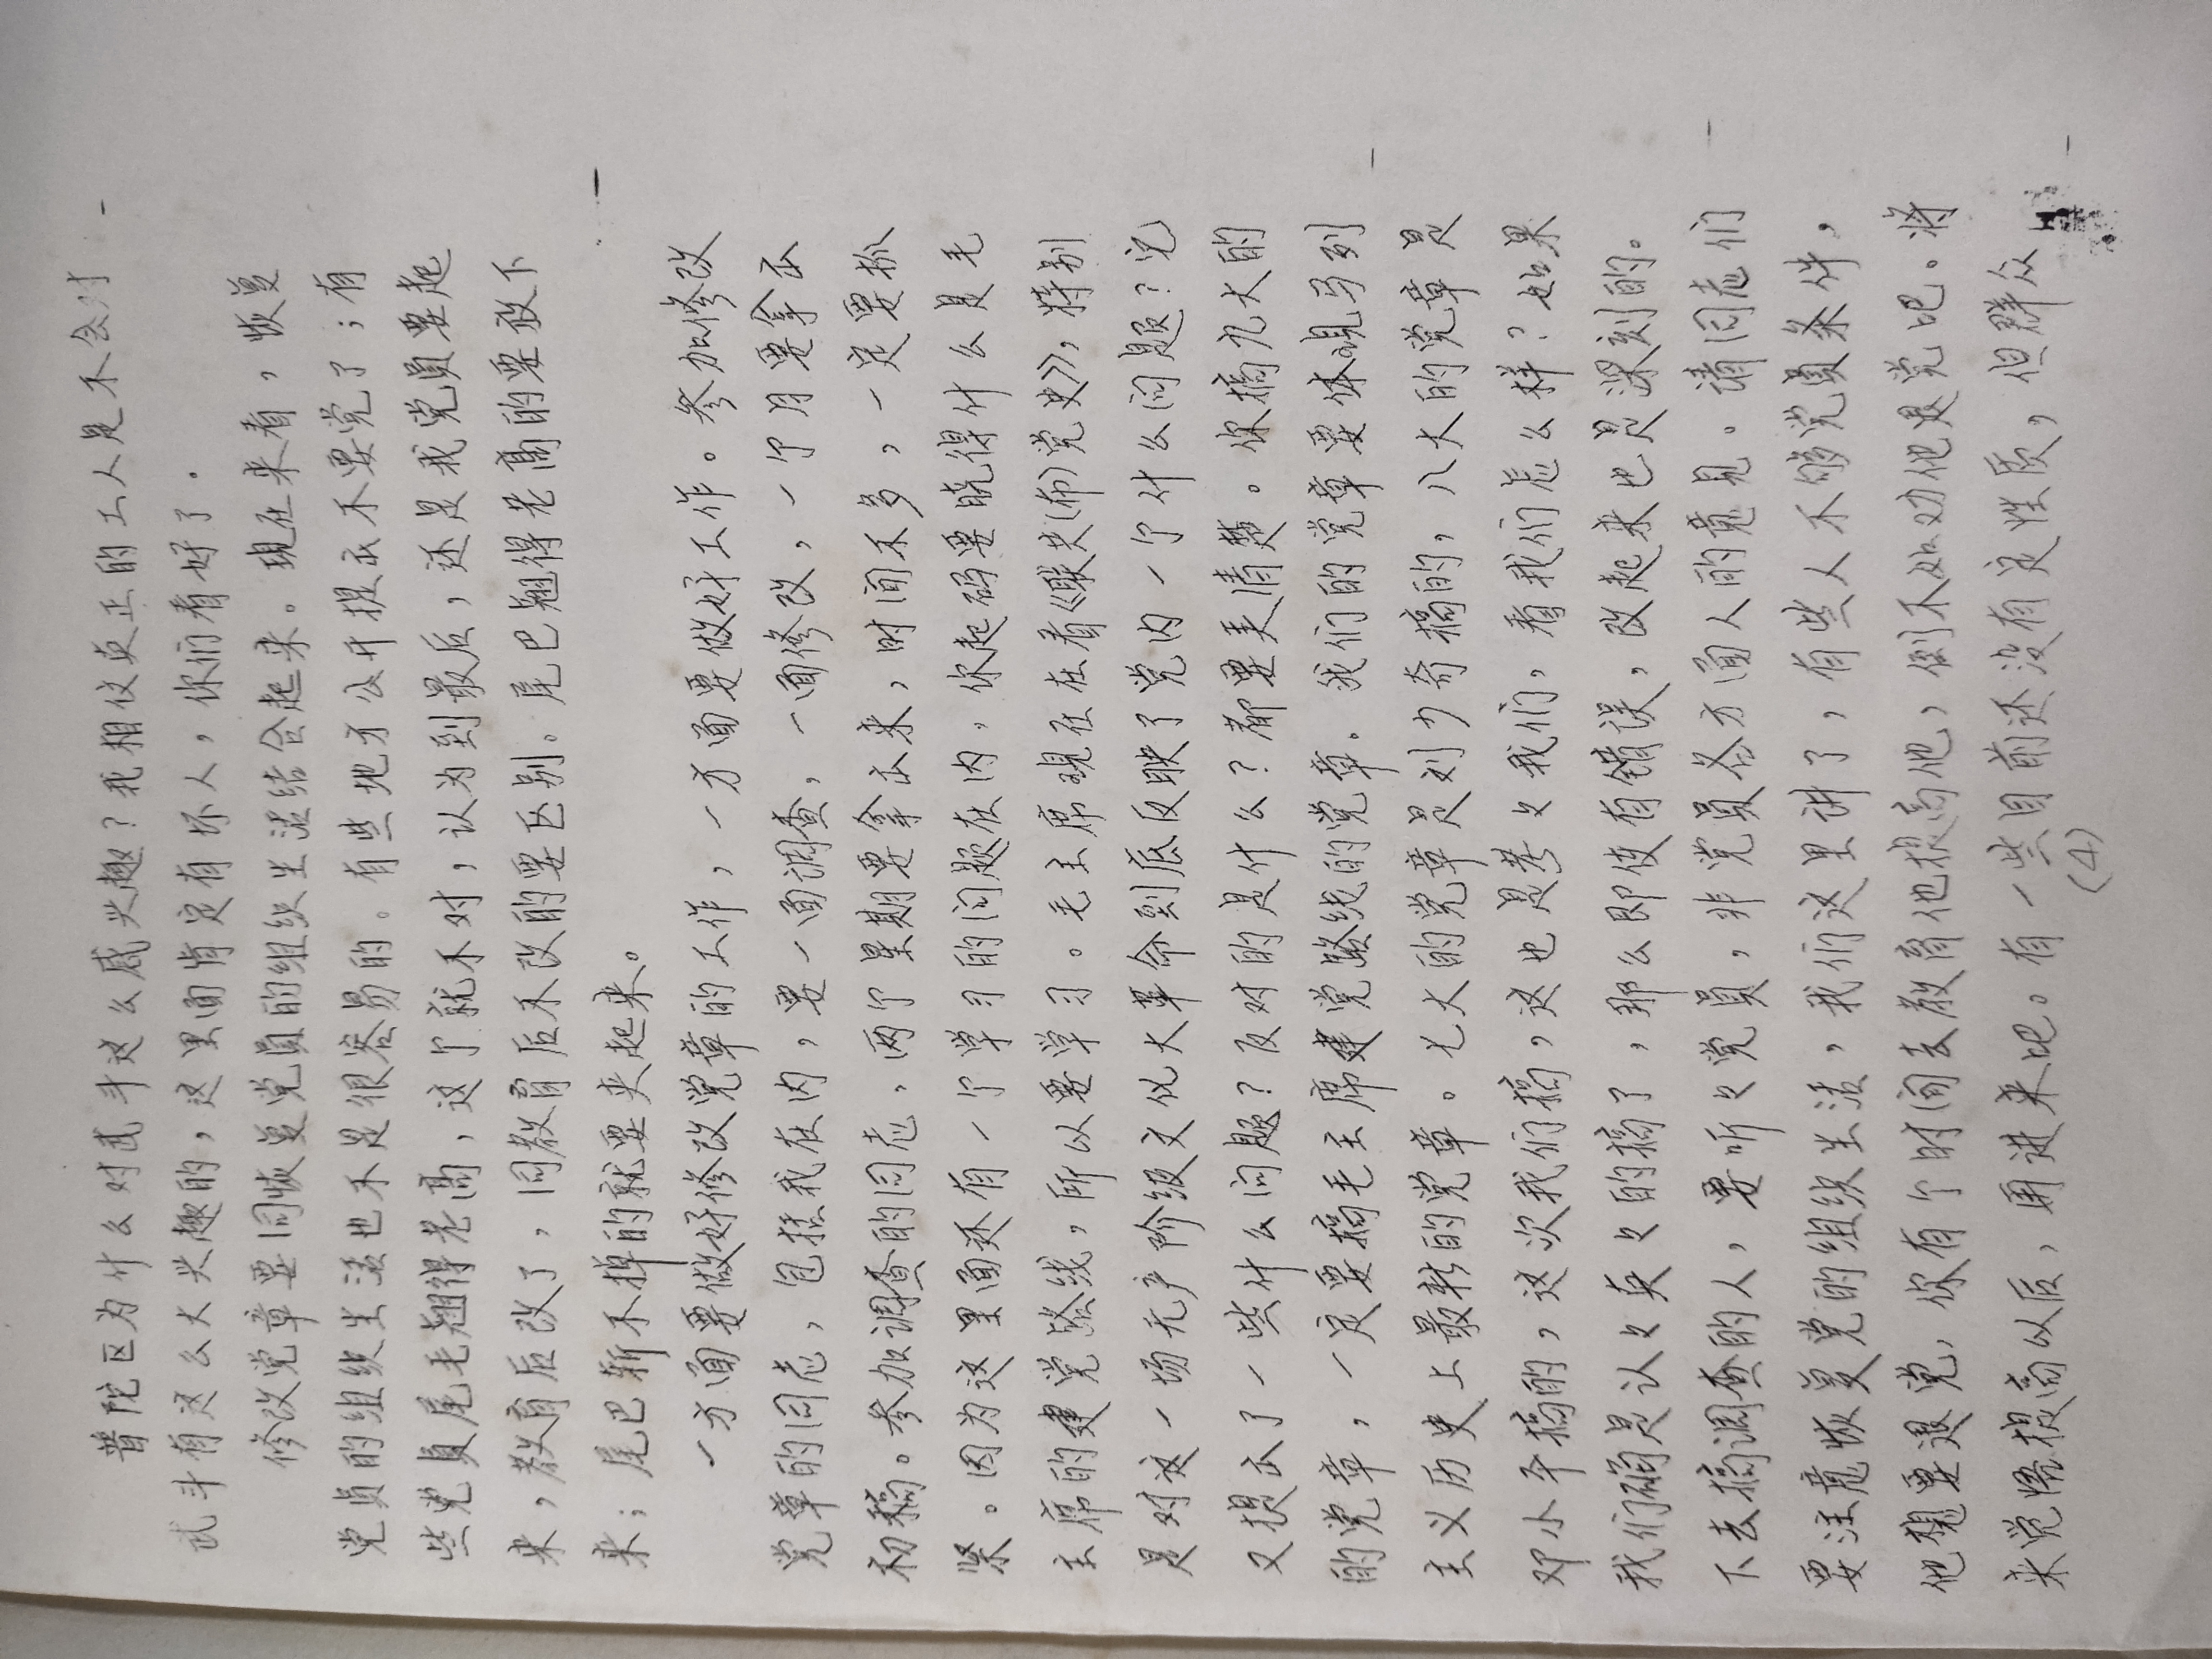 普陀区为什么对武斗这么感兴趣？我相仪真正的工人是不会对
武斗有这么大兴趣的，这里面肯定有坏人，你们看好了．
修改党章要同恢复党員的组织生活结合起来。现在来看，恢复
党員的组织生活也不是很容易的。有些地方公开提云不要党了；有
些党員尾毛翘得老高，这个就不对，认为到最后，还是我党員要起
来，教育后改了，同教育后不改的要区别。尾巴翘得老高的要放下
来；尾巴斩不掉的就要夹起来。
一方面要做好修改党章的工作，一方面要做好工作。参加修改
党章的同志，包括我在内，要一面调查，一面修改，一个月要拿云
初稿。参加调查的同志，两个星期要拿云来，时间不多，一定要抓
紧。因为这里面还有一个学习的问题在内，你起码要晓得什么是毛
主席的建党路线，所以要学习。毛主席现在在看《联共(布)党史》，特别
是对这一场无产阶级文化大革命到底反映了党内一个什么问题？它
又提云了一些什么问题？反对的是什么？都要弄清楚。你搞九大的
的党章，一定要搞毛主席建党路线的党章。我们的党章要体现马列
主义历史上最新的党章。七大的党章是刘少奇搞的，八大的党章是
邓小平搞的，这次我们搞，这也是考々我们，看我们怎么样？如果
我们确是认々真々的搞了，那么即使有错误，改起来也是深刻的。
下去搞调查的人，要听々党員，非党員各方面人的意见。请同志们
要注意恢复党的组织生活，我们这里讲了，有些人不够党員条件，
他想要退党，你有个时间去教育他提高他，倒不如劝他退党吧。将
来觉悟提高以后，再进来吧。有一些目前还没有定性质，但群众
(4)